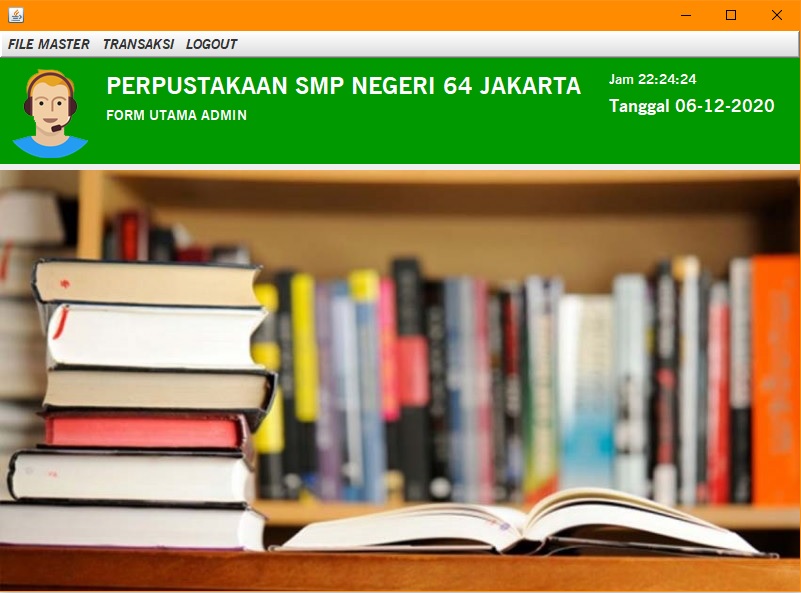 FILE MASTER TRANSAKSI LOGOUT
PERPUSTAKAAN SMP NEGERI 64 JAKARTA
FORM UTAMA ADMIN
Jam 22:24:24
Tanggal 06-12-2020